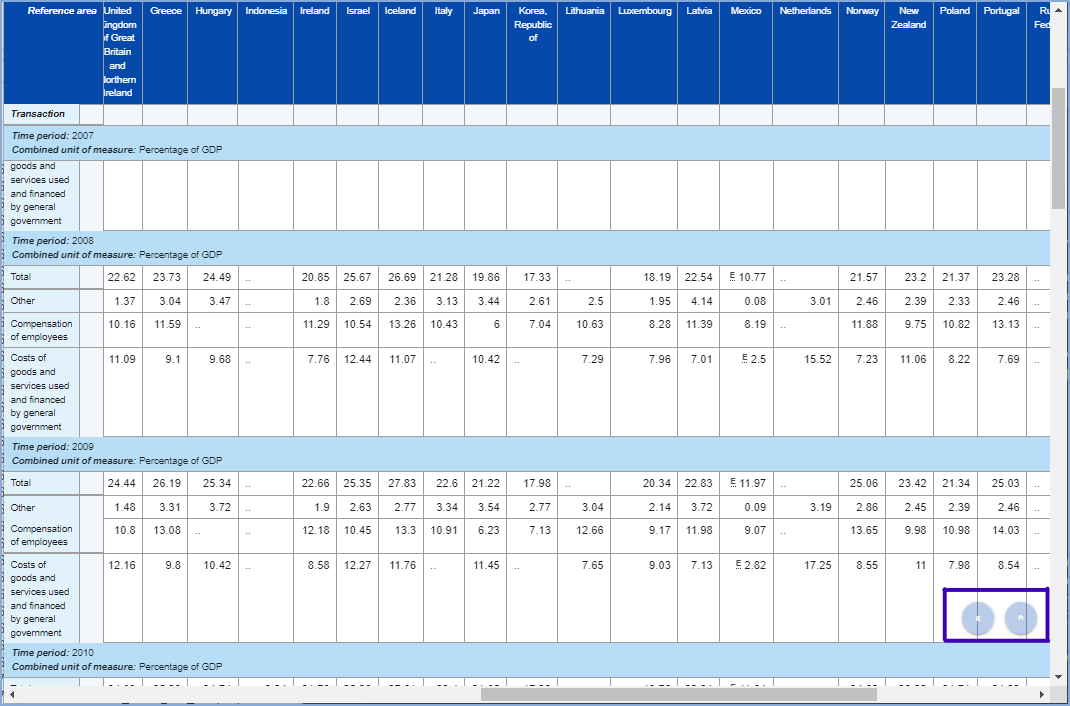 Reference area United Kingdom of Great Britain and Northern Ireland Greece Hungary Indonesia Ireland Israel Iceland Italy Japan Korea, Republic of Lithuania Luxembourg Latvia Mexico Netherlands Norway New Zealand Poland Portugal
Transaction
Time period: 2007
Combined unit of measure: Percentage of GDP
goods and
services used
and financed
by general
government
Time period: 2008
Combined unit of measure: Percentage of GDP
Total 22.62 23.73 24.49 .. 20.85 25.67 26.69 21.28 19.86 17.33 .. 18.19 22.54 E 10.77 .. 21.57 23.2 21.37 23.28 ..
Other 1.37 3.04 3.47 .. 1.8 2.69 2.36 3.13 3.44 2.61 2.5 1.95 4.14 0.08 3.01 2.46 2.39 2.33 2.46 ..
Compensation 10.16 11.59 .. .. 11.29 10.54 13.26 10.43 6 7.04 10.63 8.28 11.39 8.19 .. 11.88 9.75 10.82 13.13 ..
of employees
Costs of 11.09 9.1 9.68 .. 7.76 12.44 11.07 .. 10.42 .. 7.29 7.96 7.01 E 2.5 15.52 7.23 11.06 8.22 7.69 ..
goods and
services used
and financed
by general
government
Time period: 2009
Combined unit of measure: Percentage of GDP
Total 24.44 26.19 25.34 .. 22.66 25.35 27.83 22.6 21.22 17.98 .. 20.34 22.83 E 11.97 .. 25.06 23.42 21.34 25.03 ..
Other 1.48 3.31 3.72 .. 1.9 2.63 2.77 3.34 3.54 2.77 3.04 2.14 3.72 0.09 3.19 2.86 2.45 2.39 2.46 ..
Compensation 10.8 13.08 .. .. 12.18 10.45 13.3 10.91 6.23 7.13 12.66 9.17 11.98 9.07 .. 13.65 9.98 10.98 14.03 ..
of employees
Costs of 12.16 9.8 10.42 .. 8.58 12.27 11.76 .. 11.45 .. 7.65 9.03 7.13 E 2.82 17.25 8.55 11 7.98 8.54 ..
goods and
services used
and financed
by general
government
Time period: 2010
Combined unit of measure: Percentage of GDP